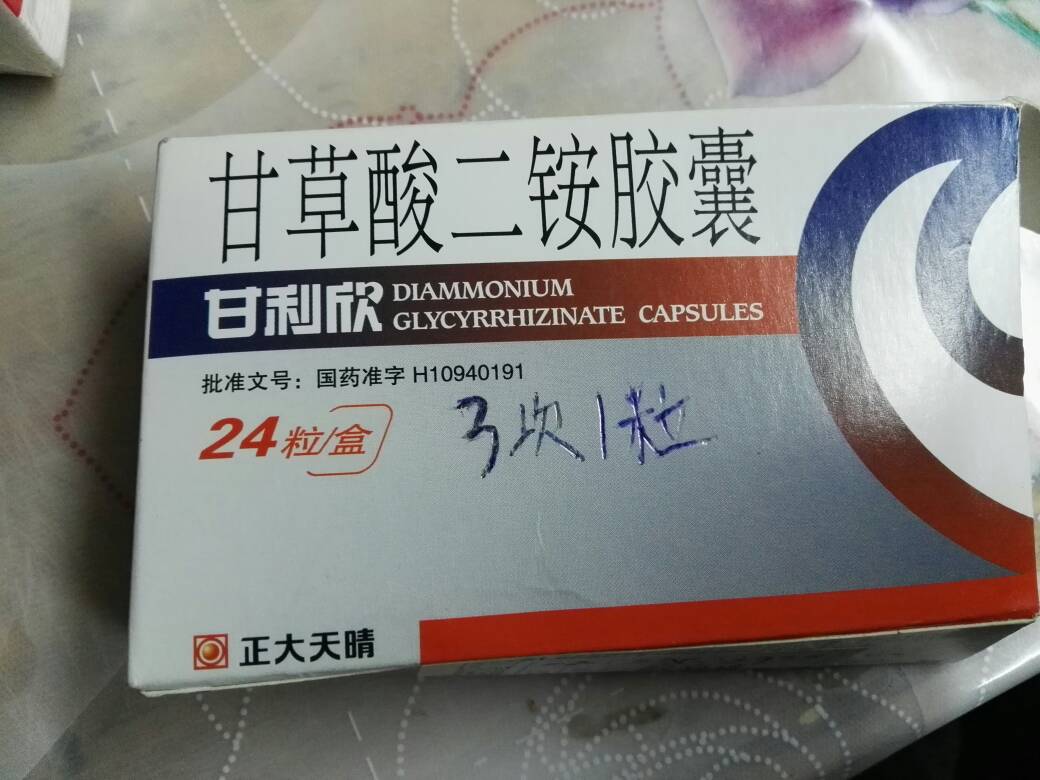 甘草酸二铵胶囊
甘利欣 DIAMMONIUM
GLYCYRRHIZINATE CAPSULES
批准文号：国药准字 H10940191
24粒/盒
3次1粒
正大天晴